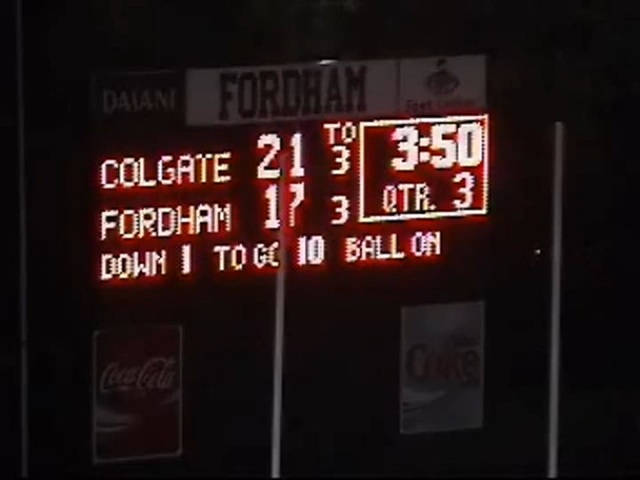 DAIANI
FORDHAM
COLGATE 21 TO 3 3:50
FORDHAM 17 3 QTR. 3
DOWN 1 TO GO 10 BALL ON
Coca-Cola
Coke